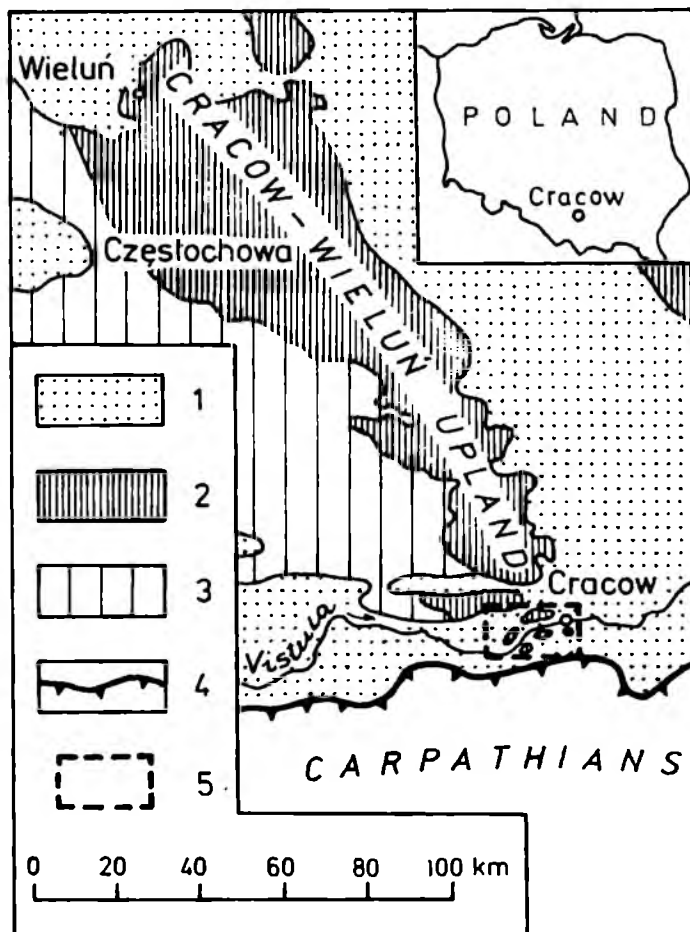 Wieluń
CRACOW-WIELUŃ UPLAND
POLAND
Cracow
Częstochowa
1
2
3
4
5
Cracow
Vistula
CARPATHIANS
0 20 40 60 80 100 km